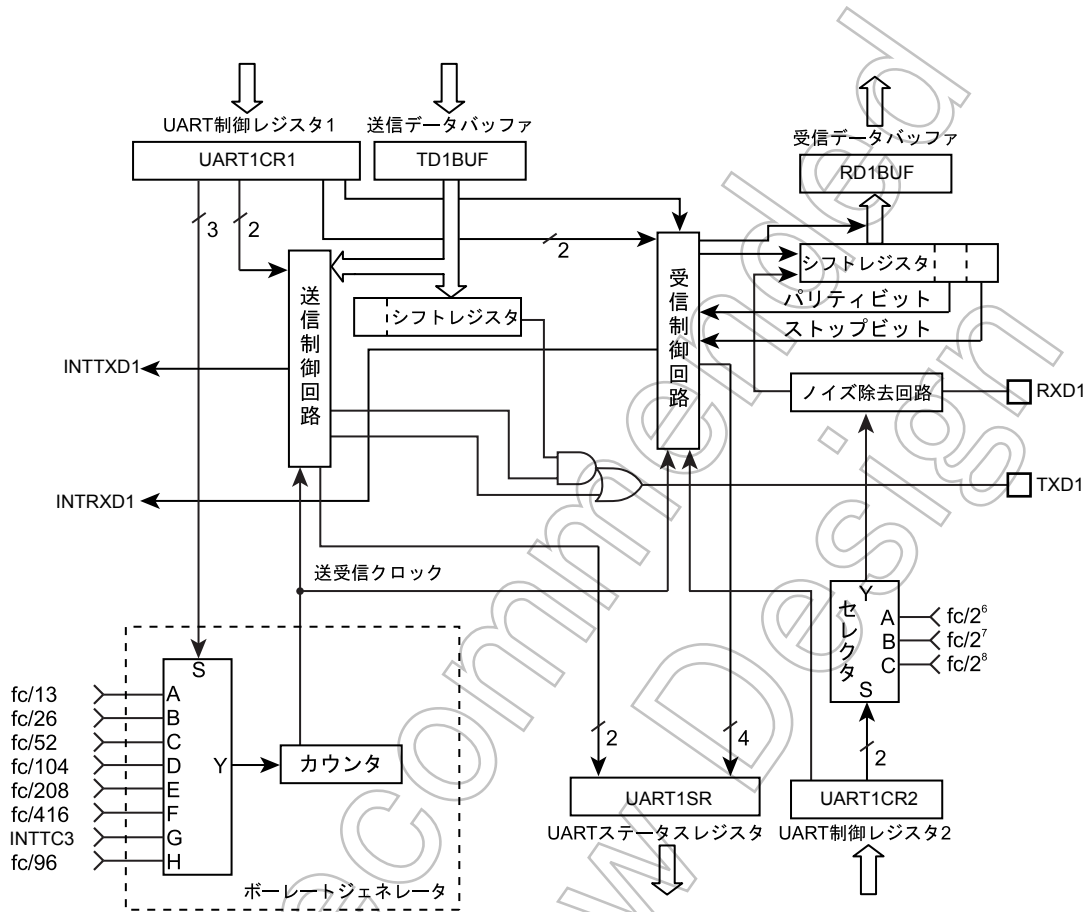 UART制御レジスタ1
送信データバッファ
受信データバッファ
UART1CR1
TD1BUF
RD1BUF
3
2
2
送信制御回路
受信制御回路
シフトレジスタ
シフトレジスタ
パリティビット
ストップビット
INTTXD1
ノイズ除去回路
RXD1
INTRXD1
TXD1
送受信クロック
Y
セレクタ
A
B
C
S
fc/2⁶
fc/2⁷
fc/2⁸
S
fc/13
A
fc/26
B
fc/52
C
fc/104
D
fc/208
E
fc/416
F
INTTC3
G
fc/96
H
Y
カウンタ
2
4
2
UART1SR
UART1CR2
UARTステータスレジスタ
UART制御レジスタ2
ボーレートジェネレータ
ecommended
w Design